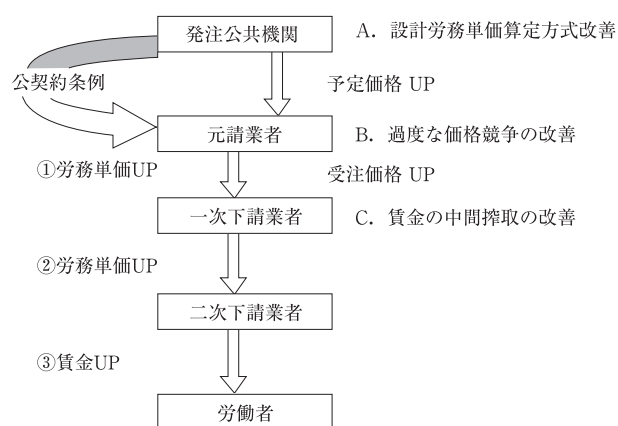 発注公共機関
A. 設計労務単価算定方式改善
公契約条例
予定価格 UP
元請業者
B. 過度な価格競争の改善
①労務単価UP
受注価格 UP
一次下請業者
C. 賃金の中間搾取の改善
②労務単価UP
二次下請業者
③賃金UP
労働者